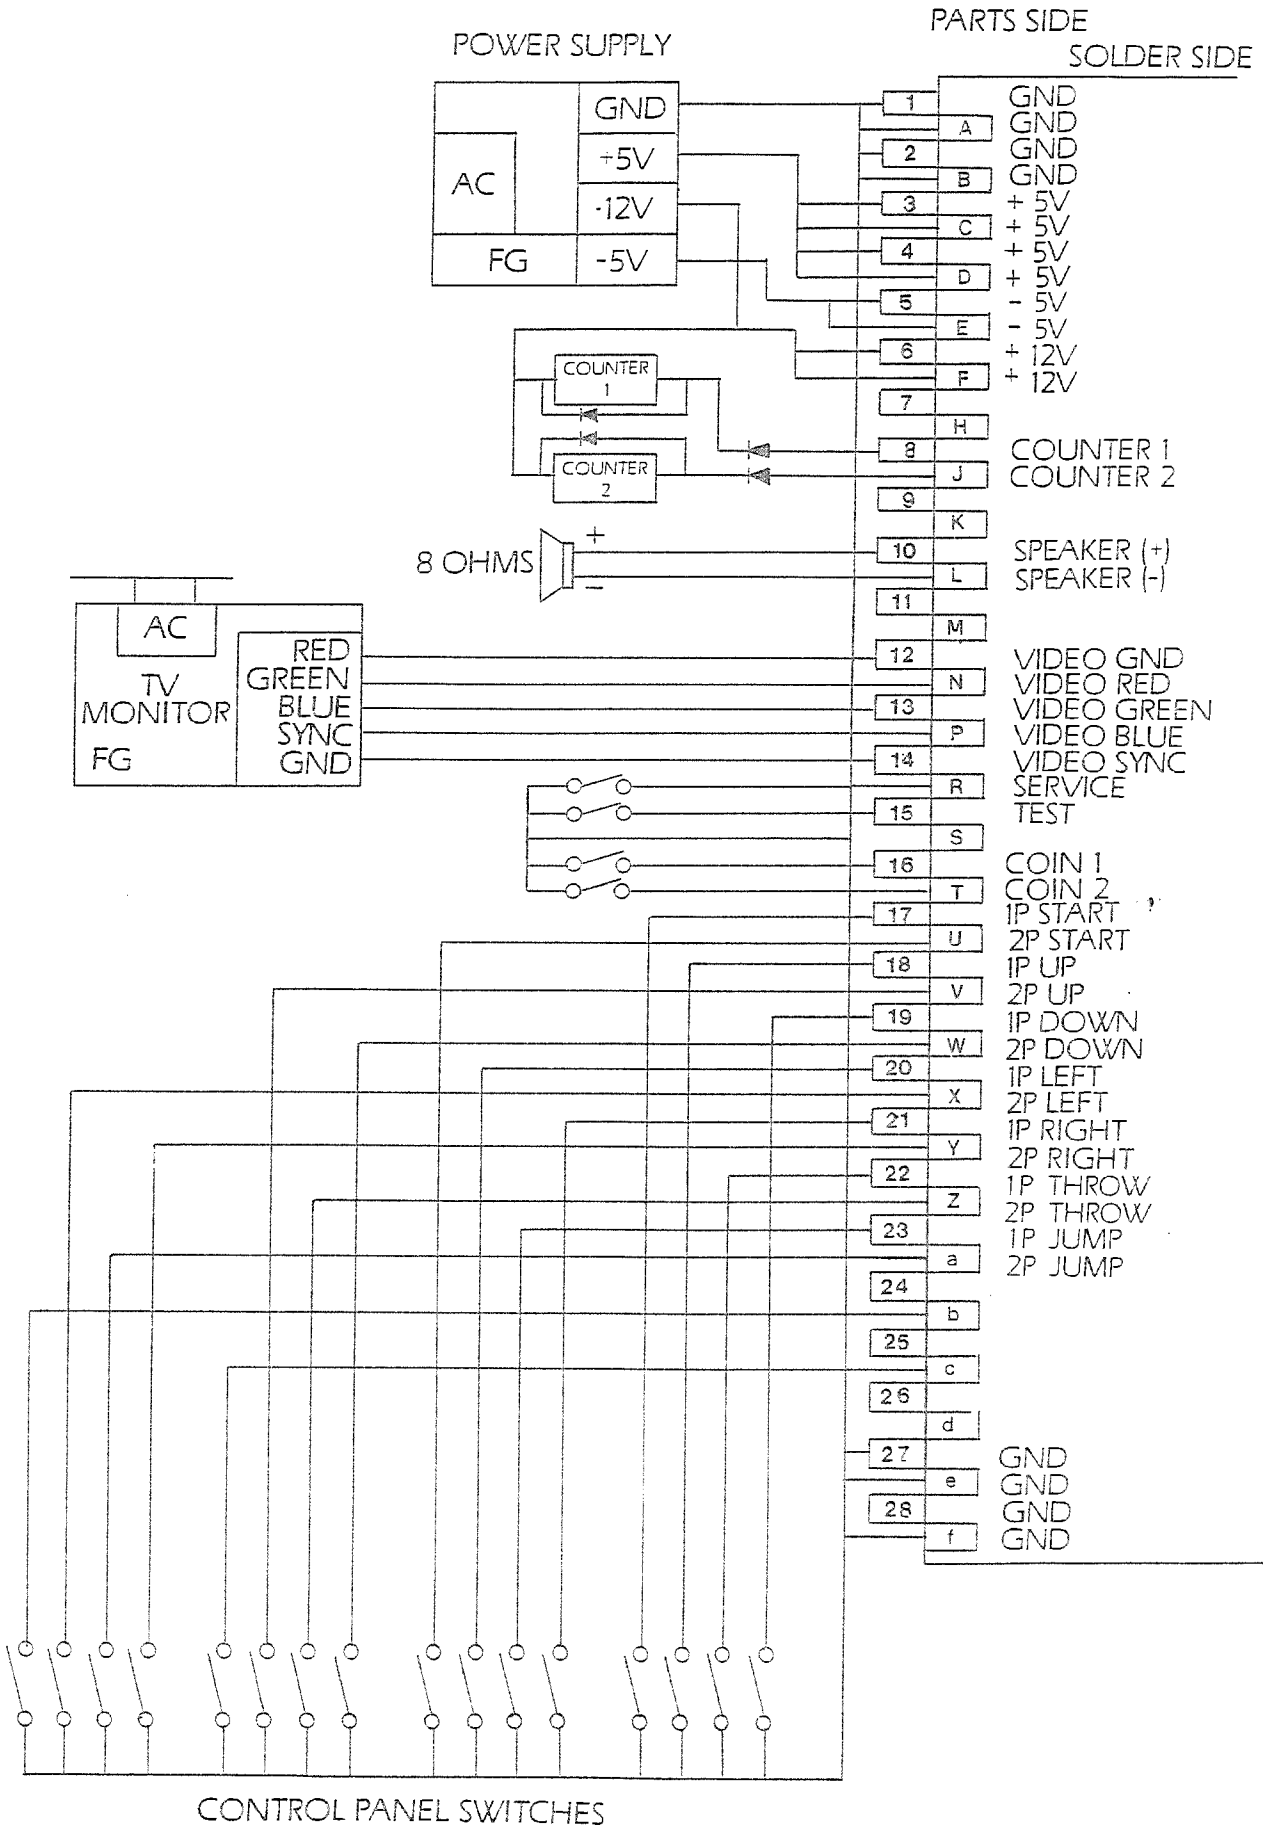 PARTS SIDE
SOLDER SIDE
POWER SUPPLY
GND
+5V
AC
-12V
FG
-5V
1 GND
A GND
2 GND
B GND
3 + 5V
C + 5V
4 + 5V
D + 5V
5 - 5V
E - 5V
6 + 12V
F + 12V
7
H
COUNTER
1
COUNTER
2
8 COUNTER 1
J COUNTER 2
9
K
8 OHMS
+
-
10 SPEAKER (+)
L SPEAKER (-)
11
M
AC
TV
MONITOR
FG
RED
GREEN
BLUE
SYNC
GND
12 VIDEO GND
N VIDEO RED
13 VIDEO GREEN
P VIDEO BLUE
14 VIDEO SYNC
R SERVICE
15 TEST
S
16 COIN 1
T COIN 2
17 1P START
U 2P START
18 1P UP
V 2P UP
19 1P DOWN
W 2P DOWN
20 1P LEFT
X 2P LEFT
21 1P RIGHT
Y 2P RIGHT
22 1P THROW
Z 2P THROW
23 1P JUMP
a 2P JUMP
24
b
25
c
26
d
27 GND
e GND
28 GND
f GND
CONTROL PANEL SWITCHES